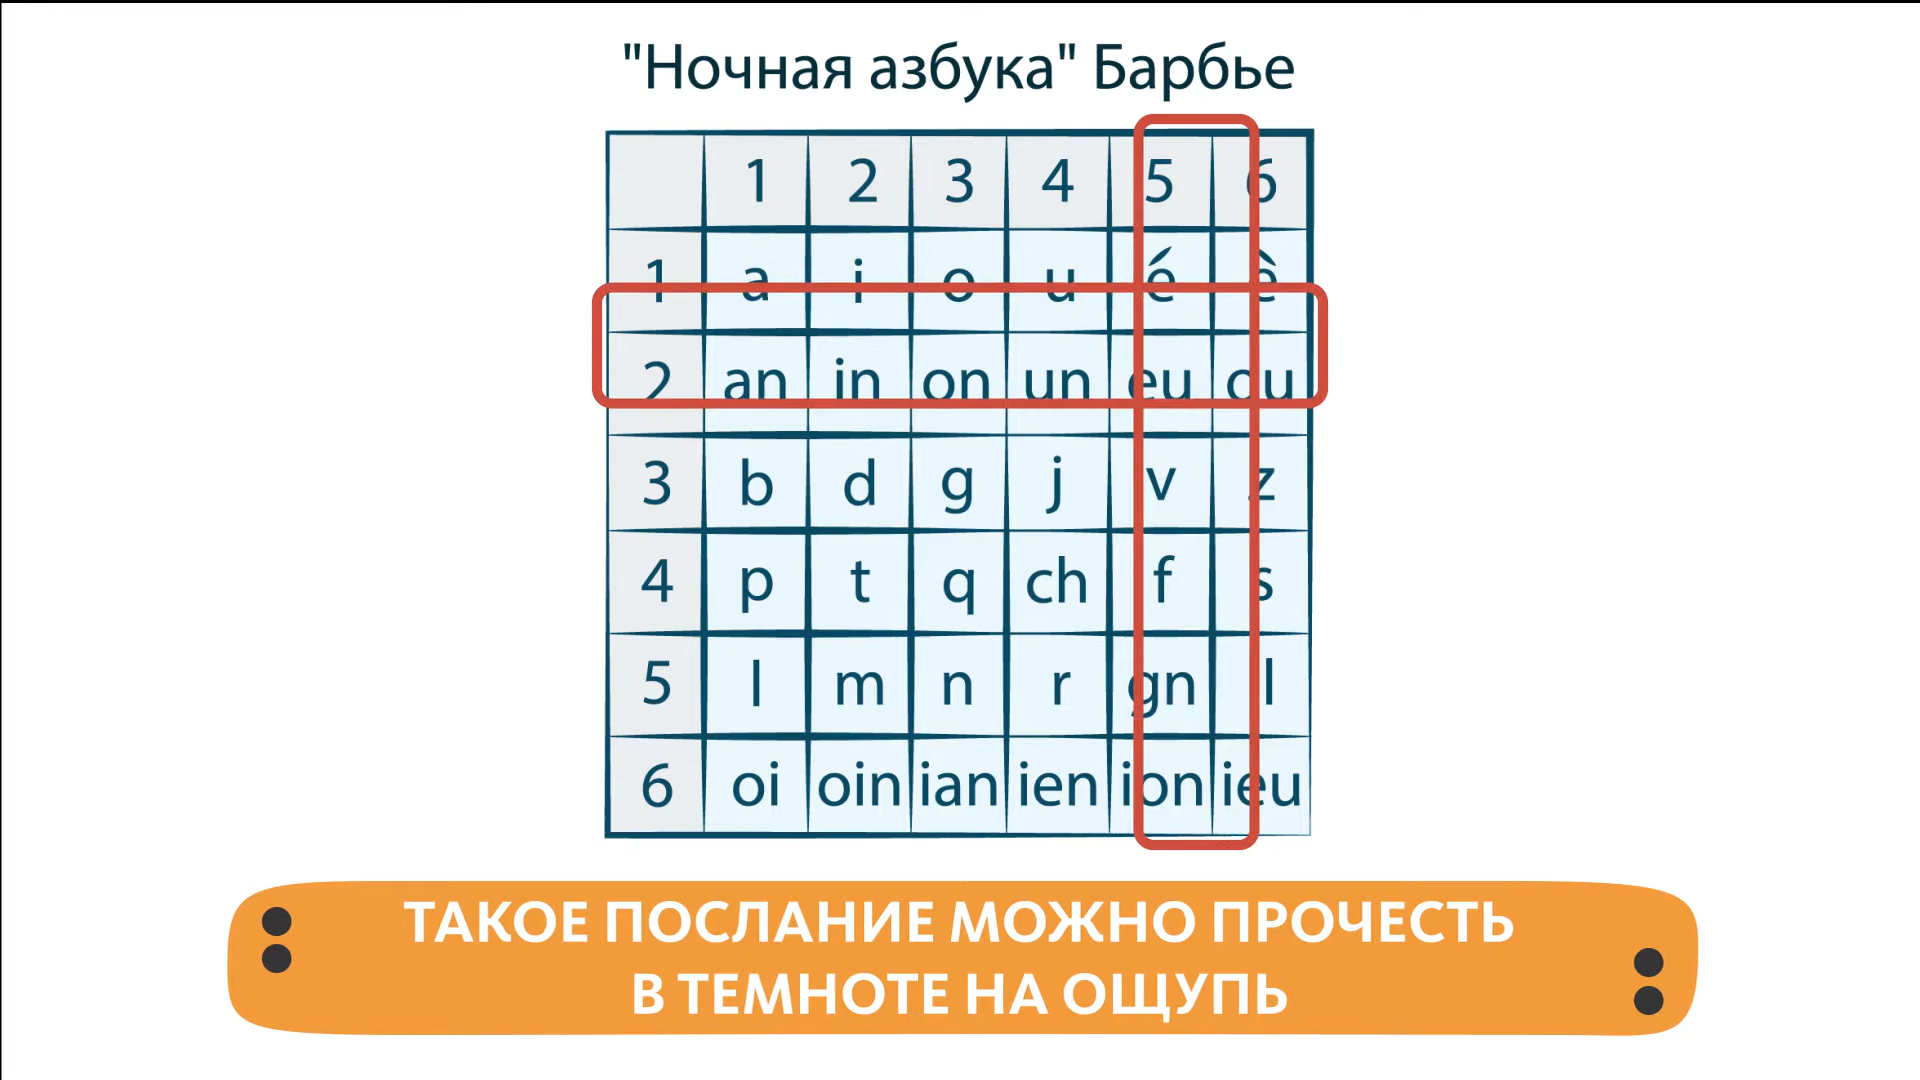 "Ночная азбука" Барбье
1 2 3 4 5 6
1 a i o u é è
2 an in on un eu ou
3 b d g j v z
4 p t q ch f s
5 l m n r gn l
6 oi oin ian ien ion ieu
ТАКОЕ ПОСЛАНИЕ МОЖНО ПРОЧЕСТЬ
В ТЕМНОТЕ НА ОЩУПЬ